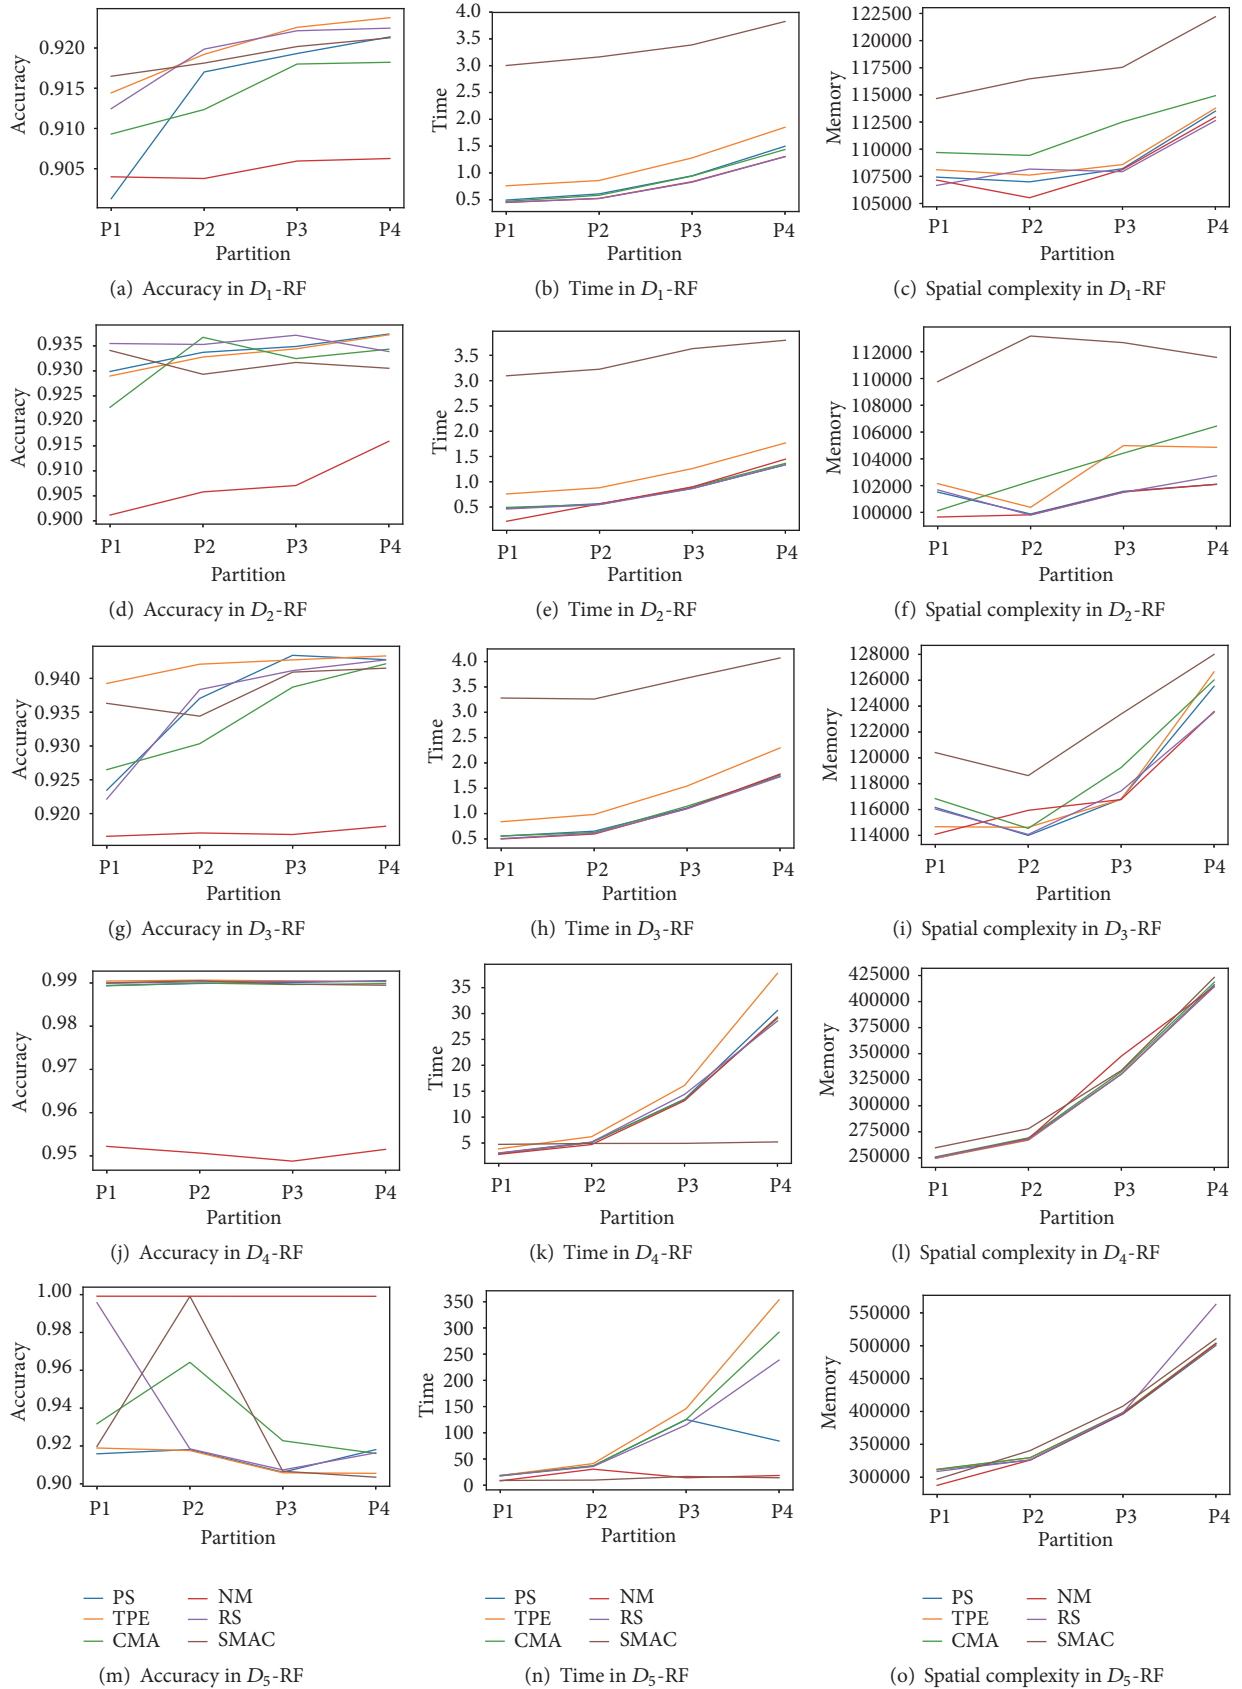 0.920
0.915
0.910
0.905
Accuracy
P1 P2 P3 P4
Partition
(a) Accuracy in D1-RF
4.0
3.0
2.0
1.5
1.0
0.5
Time
P1 P2 P3 P4
Partition
(b) Time in D1-RF
122500
120000
117500
115000
112500
110000
107500
105000
Memory
P1 P2 P3 P4
Partition
(c) Spatial complexity in D1-RF
0.935
0.930
0.925
0.920
0.915
0.910
0.905
0.900
Accuracy
P1 P2 P3 P4
Partition
(d) Accuracy in D2-RF
3.5
3.0
2.5
2.0
1.5
1.0
0.5
Time
P1 P2 P3 P4
Partition
(e) Time in D2-RF
112000
110000
108000
106000
104000
102000
100000
Memory
P1 P2 P3 P4
Partition
(f) Spatial complexity in D2-RF
0.940
0.935
0.930
0.925
0.920
Accuracy
P1 P2 P3 P4
Partition
(g) Accuracy in D3-RF
4.0
3.5
3.0
2.5
2.0
1.5
1.0
0.5
Time
P1 P2 P3 P4
Partition
(h) Time in D3-RF
128000
126000
124000
122000
120000
118000
116000
114000
Memory
P1 P2 P3 P4
Partition
(i) Spatial complexity in D3-RF
0.99
0.98
0.97
0.96
0.95
Accuracy
P1 P2 P3 P4
Partition
(j) Accuracy in D4-RF
35
30
25
20
15
10
5
Time
P1 P2 P3 P4
Partition
(k) Time in D4-RF
425000
400000
375000
350000
325000
300000
275000
250000
Memory
P1 P2 P3 P4
Partition
(l) Spatial complexity in D4-RF
1.00
0.98
0.96
0.94
0.92
0.90
Accuracy
P1 P2 P3 P4
Partition
PS NM
TPE RS
CMA SMAC
(m) Accuracy in D5-RF
350
300
250
200
150
100
50
0
Time
P1 P2 P3 P4
Partition
PS NM
TPE RS
CMA SMAC
(n) Time in D5-RF
550000
500000
450000
400000
350000
300000
Memory
P1 P2 P3 P4
Partition
PS NM
TPE RS
CMA SMAC
(o) Spatial complexity in D5-RF